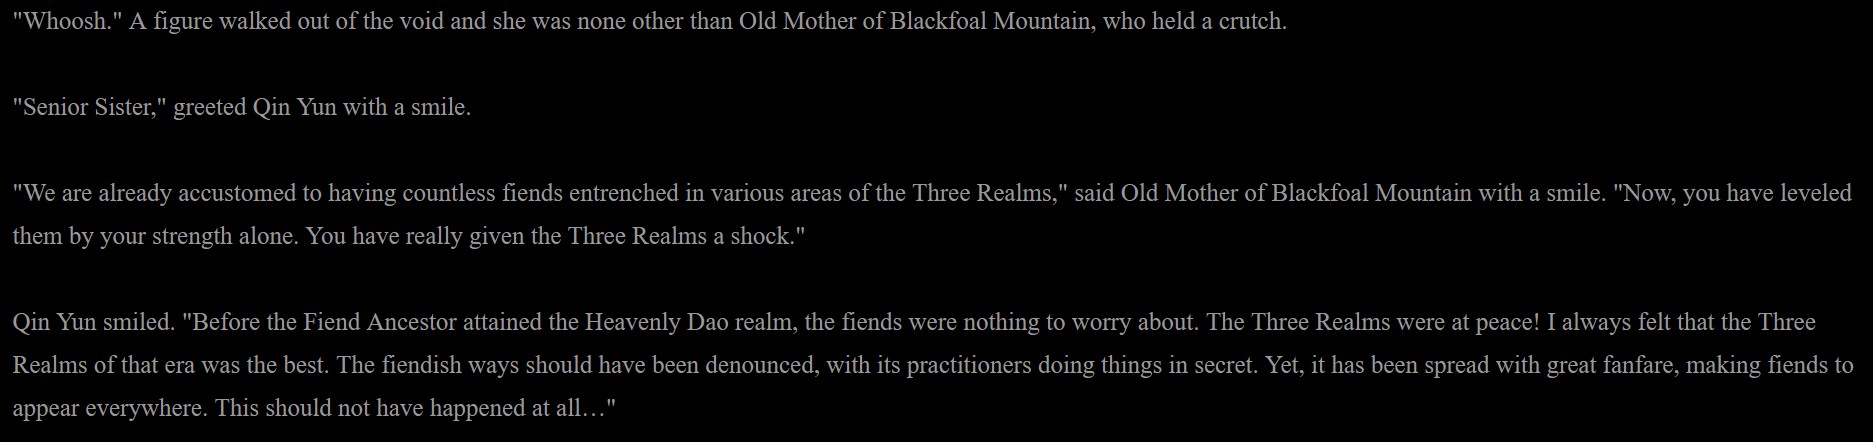 "Whoosh." A figure walked out of the void and she was none other than Old Mother of Blackfoal Mountain, who held a crutch.
"Senior Sister," greeted Qin Yun with a smile.
"We are already accustomed to having countless fiends entrenched in various areas of the Three Realms," said Old Mother of Blackfoal Mountain with a smile. "Now, you have leveled
them by your strength alone. You have really given the Three Realms a shock."
Qin Yun smiled. "Before the Fiend Ancestor attained the Heavenly Dao realm, the fiends were nothing to worry about. The Three Realms were at peace! I always felt that the Three
Realms of that era was the best. The fiendish ways should have been denounced, with its practitioners doing things in secret. Yet, it has been spread with great fanfare, making fiends to
appear everywhere. This should not have happened at all…"